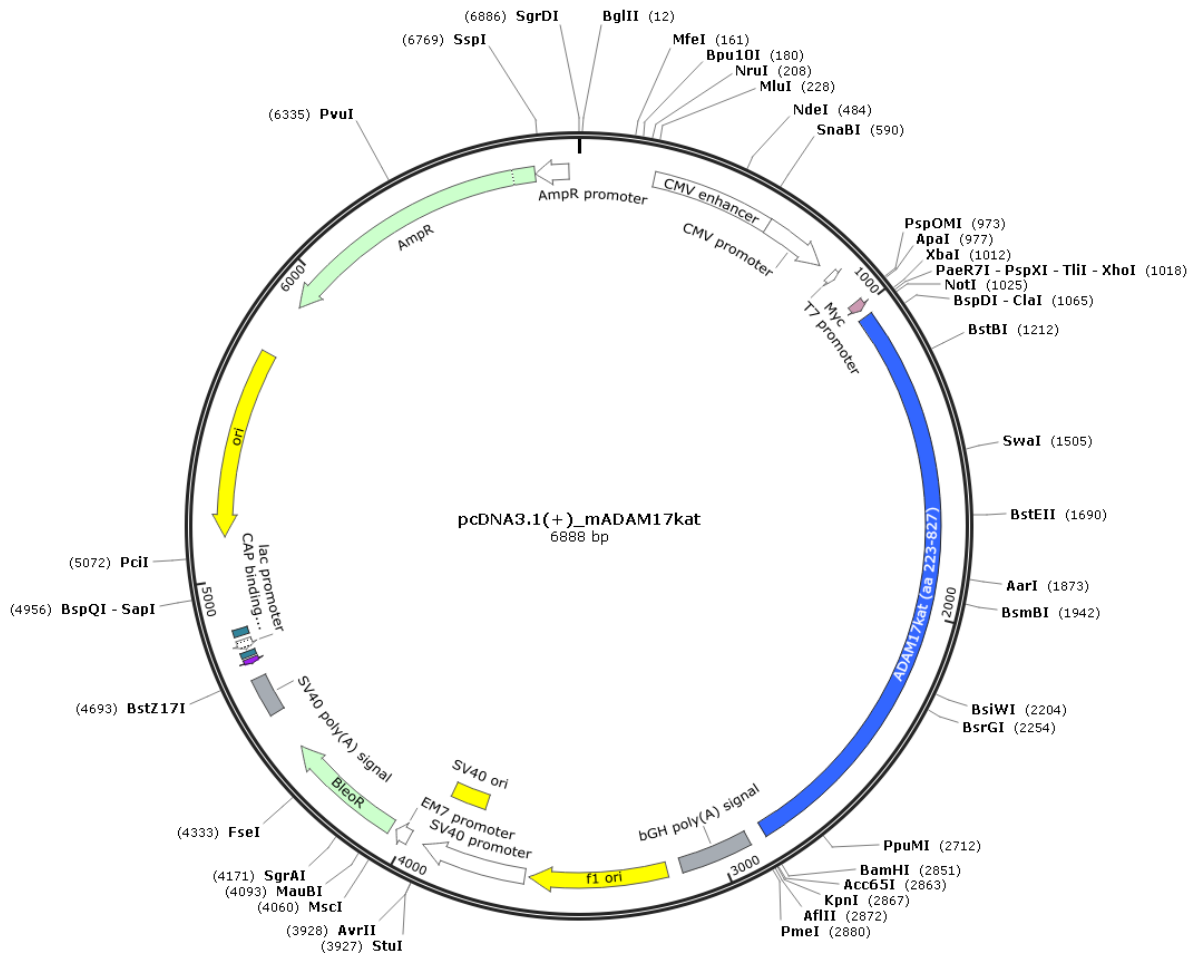 (6886) SgrDI
BglII (12)
(6769) SspI
MfeI (161)
Bpu10I (180)
NruI (208)
MluI (228)
NdeI (484)
SnaBI (590)
(6335) PvuI
CMV enhancer
AmpR promoter
CMV promoter
AmpR
PspOMI (973)
ApaI (977)
XbaI (1012)
PaeR7I - PspXI - TliI - XhoI (1018)
NotI (1025)
BspDI - ClaI (1065)
BstBI (1212)
1000
6000
Myc
T7 promoter
ori
SwaI (1505)
BstEII (1690)
pcDNA3.1(+)_mADAM17kat
6888 bp
ADAM17kat (aa 223-827)
(5072) PciI
AarI (1873)
5000
2000
(4956) BspQI - SapI
BsmBI (1942)
lac promoter
CAP binding...
(4693) BstZ17I
BsiWI (2204)
BsrGI (2254)
SV40 poly(A) signal
BleoR
SV40 ori
EM7 promoter
SV40 promoter
bGH poly(A) signal
f1 ori
4000
3000
(4333) FseI
PpuMI (2712)
(4171) SgrAI
BamHI (2851)
(4093) MauBI
Acc65I (2863)
(4060) MscI
KpnI (2867)
(3928) AvrII
AflII (2872)
(3927) StuI
PmeI (2880)